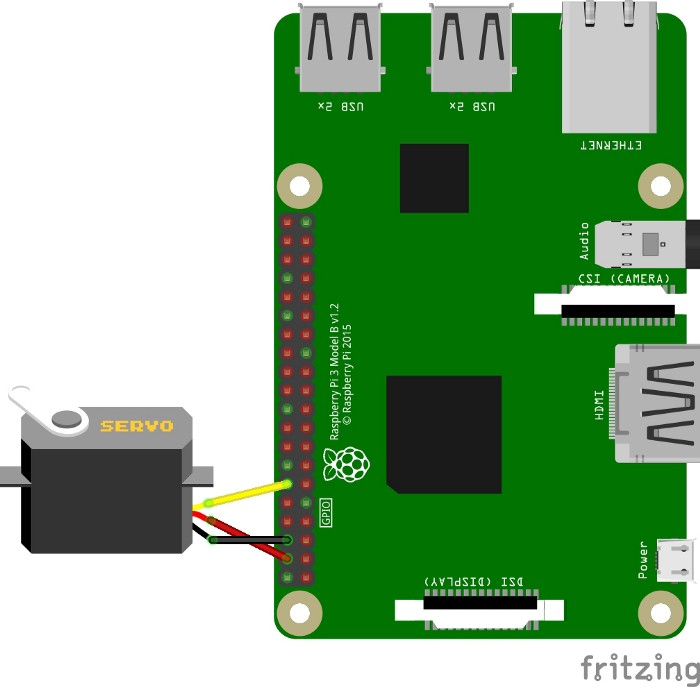 USB 2x
USB 2x
ETHERNET
Audio
CSI (CAMERA)
Raspberry Pi 3 Model B v1.2
© Raspberry Pi 2015
HDMI
SERVO
GPIO
Power
DSI (DISPLAY)
fritzing